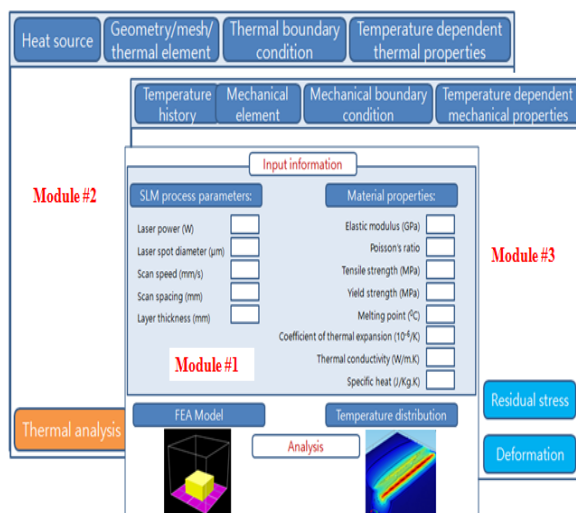 Heat source
Geometry/mesh/
thermal element
Thermal boundary
condition
Temperature dependent
thermal properties
Temperature
history
Mechanical
element
Mechanical boundary
condition
Temperature dependent
mechanical properties
Module #2
Input information
SLM process parameters:
Laser power (W)
Laser spot diameter (μm)
Scan speed (mm/s)
Scan spacing (mm)
Layer thickness (mm)
Module #1
Material properties:
Elastic modulus (GPa)
Poisson's ratio
Tensile strength (MPa)
Yield strength (MPa)
Melting point (⁰C)
Coefficient of thermal expansion (10⁻⁶/K)
Thermal conductivity (W/m.K)
Specific heat (J/Kg.K)
Module #3
Thermal analysis
FEA Model
Temperature distribution
Analysis
Residual stress
Deformation